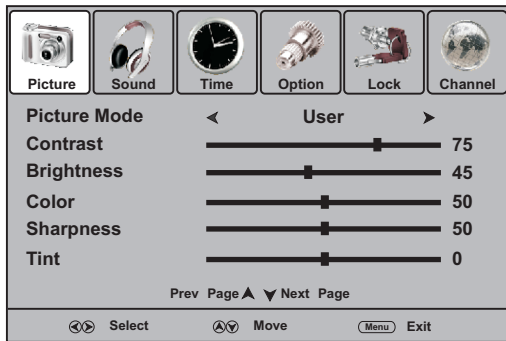 Picture Sound Time Option Lock Channel
Picture Mode User
Contrast 75
Brightness 45
Color 50
Sharpness 50
Tint 0
Prev Page Next Page
Select Move Menu Exit